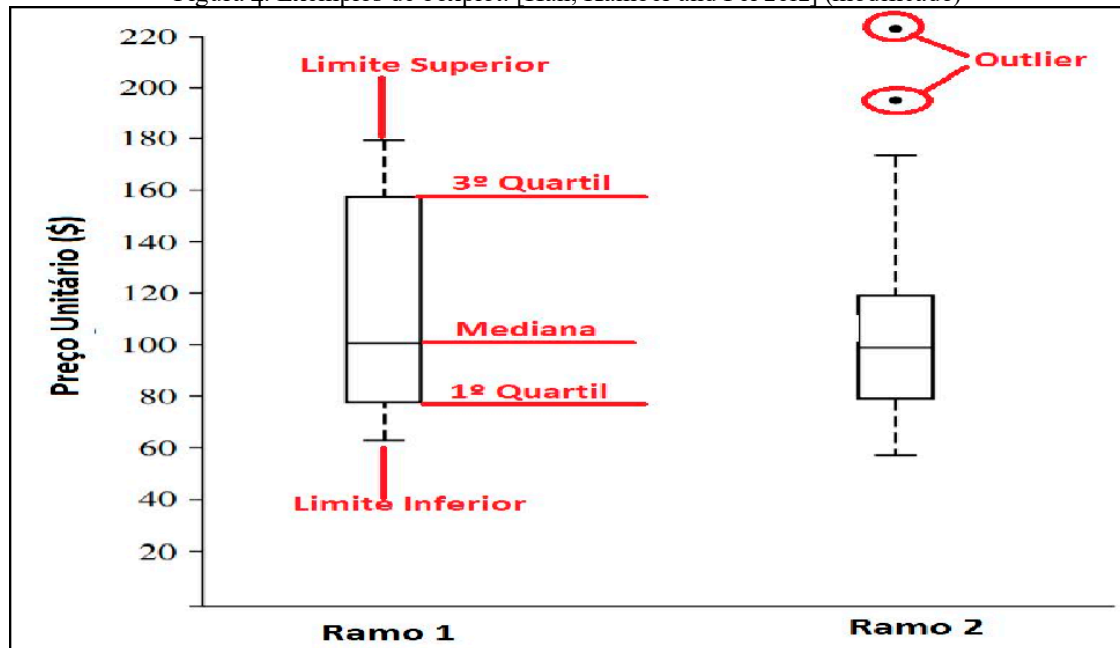 220
200
180
160
140
120
100
80
60
40
20
Preço Unitário ($)
Limite Superior
3º Quartil
Mediana
1º Quartil
Limite Inferior
Outlier
Ramo 1
Ramo 2